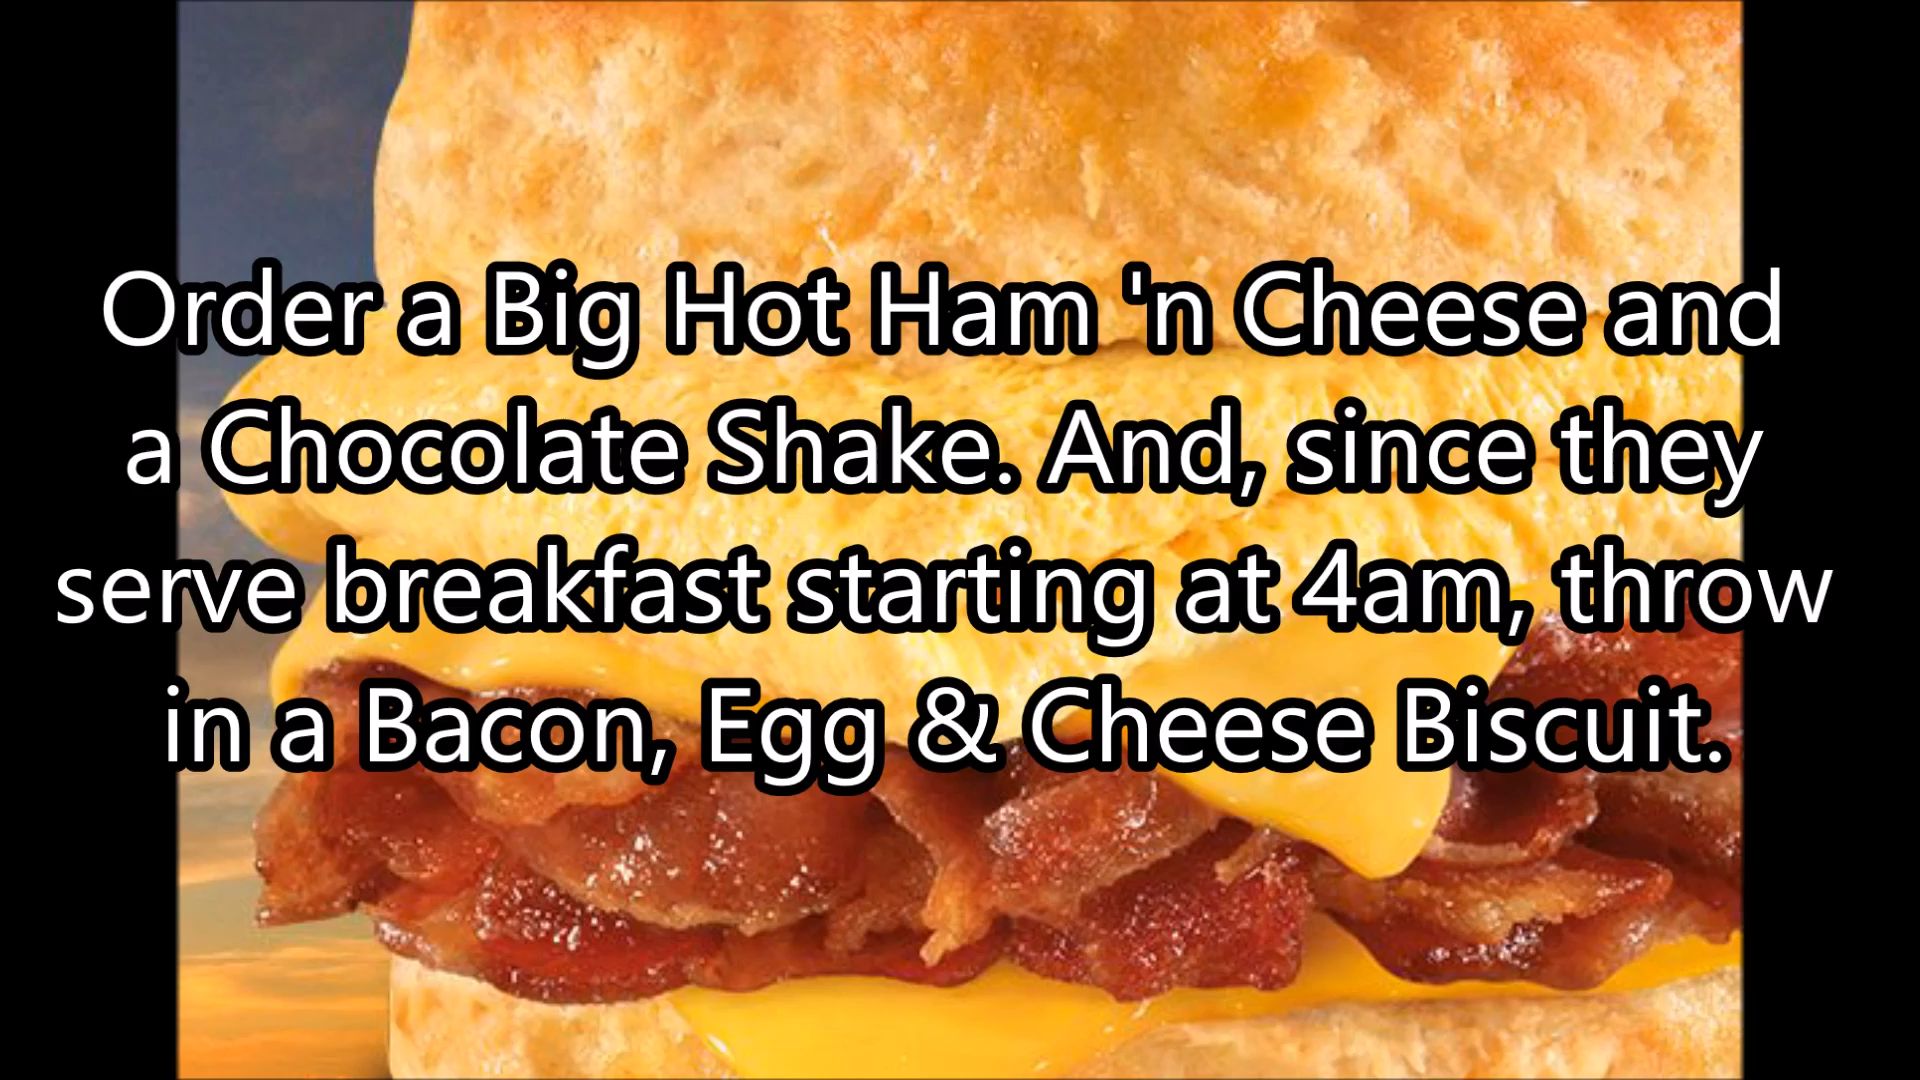 Order a Big Hot Ham 'n Cheese and
a Chocolate Shake. And, since they
serve breakfast starting at 4am, throw
in a Bacon, Egg & Cheese Biscuit.